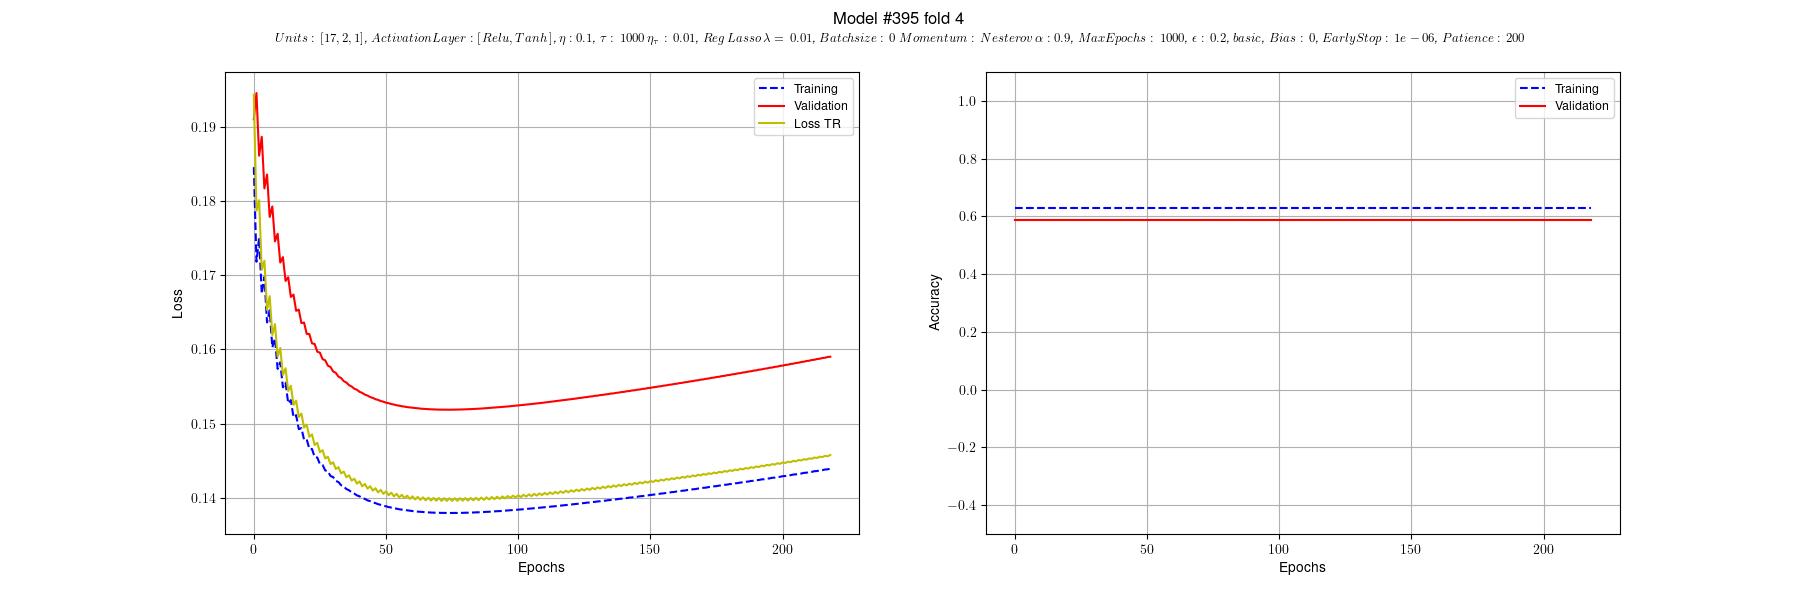 Model #395 fold 4
Units : [17, 2, 1], ActivationLayer : [Relu, Tanh], η : 0.1, τ : 1000 ητ : 0.01, Reg Lasso λ = 0.01, Batchsize : 0 Momentum : Nesterov α : 0.9, MaxEpochs : 1000, ϵ : 0.2, basic, Bias : 0, EarlyStop : 1e − 06, Patience : 200
Training
Validation
Loss TR
0.19
0.18
0.17
0.16
0.15
0.14
Loss
0 50 100 150 200
Epochs
Training
Validation
1.0
0.8
0.6
0.4
0.2
0.0
−0.2
−0.4
Accuracy
0 50 100 150 200
Epochs